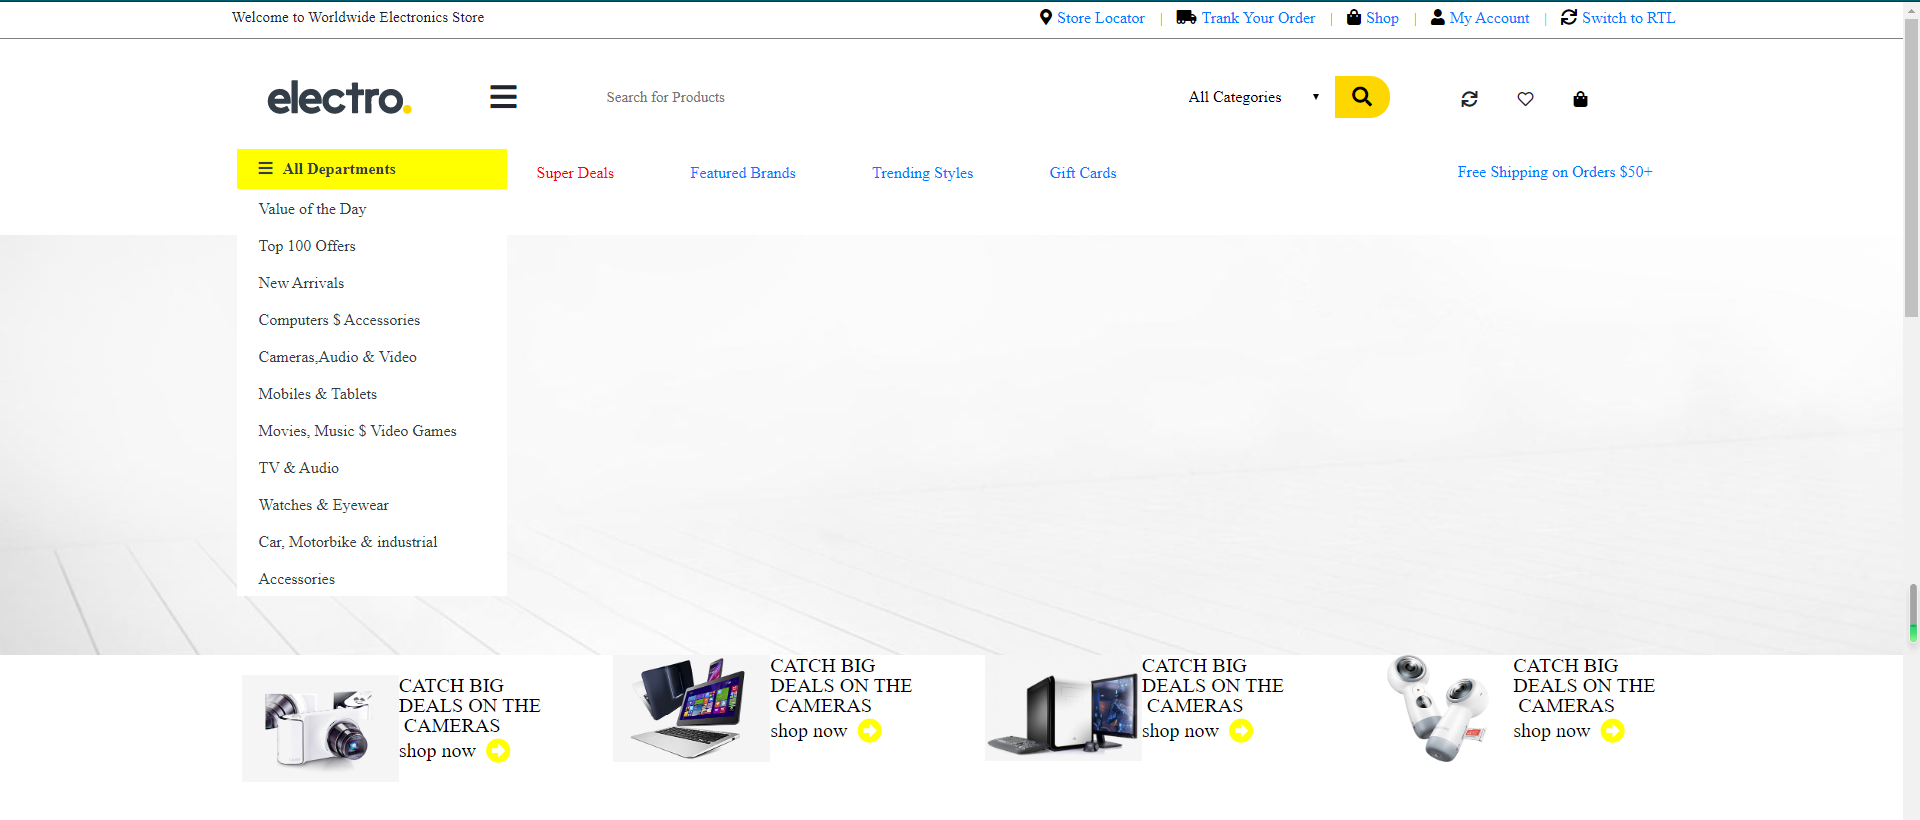 Welcome to Worldwide Electronics Store
Store Locator | Trank Your Order | Shop | My Account | Switch to RTL
electro.
Search for Products
All Categories
All Departments
Super Deals
Featured Brands
Trending Styles
Gift Cards
Free Shipping on Orders $50+
Value of the Day
Top 100 Offers
New Arrivals
Computers $ Accessories
Cameras,Audio & Video
Mobiles & Tablets
Movies, Music $ Video Games
TV & Audio
Watches & Eyewear
Car, Motorbike & industrial
Accessories
CATCH BIG
DEALS ON THE
CAMERAS
shop now
CATCH BIG
DEALS ON THE
CAMERAS
shop now
CATCH BIG
DEALS ON THE
CAMERAS
shop now
CATCH BIG
DEALS ON THE
CAMERAS
shop now